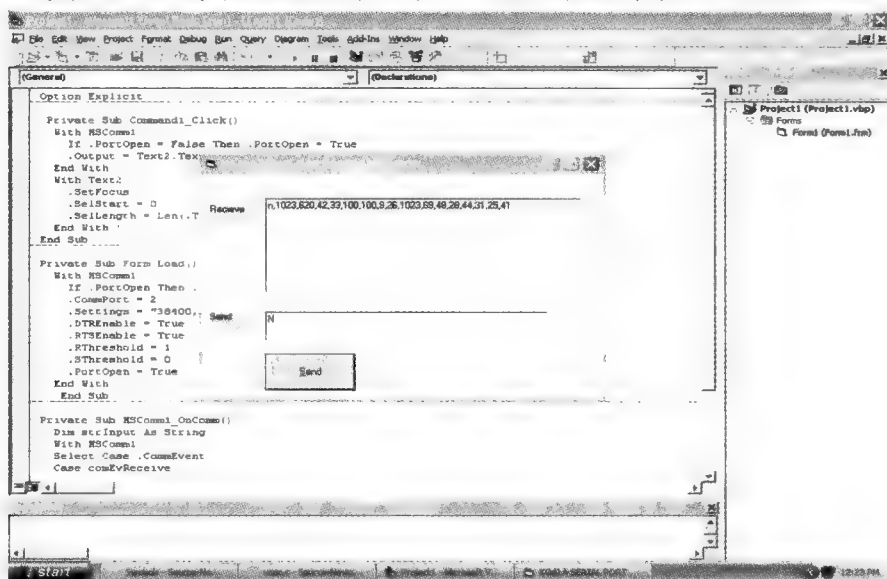 File Edit View Project Format Debug Run Query Diagram Tools Add-Ins Window Help
(General) (Declarations)
Option Explicit
Private Sub Command1_Click()
With MSComm1
If .PortOpen = False Then .PortOpen = True
.Output = Text2.Tex
End With
With Text2
.SetFocus
.SelStart = 0
.SelLength = Len(.T
End With
End Sub
Private Sub Form_Load()
With MSComm1
If .PortOpen Then .
.CommPort = 2
.Settings = "38400,
.DTREnable = True
.RTSEnable = True
.RThreshold = 1
.SThreshold = 0
.PortOpen = True
End With
End Sub
Private Sub MSComm1_OnComm()
Dim strInput As String
With MSComm1
Select Case .CommEvent
Case comEvReceive
Receive
n,1023,620,42,33,100,100,9,26,1023,69,48,28,44,31,25,41
Send
N
Send
Project1 (Project1.vbp)
Forms
Form1 (Form1.frm)
start
12:23 PM